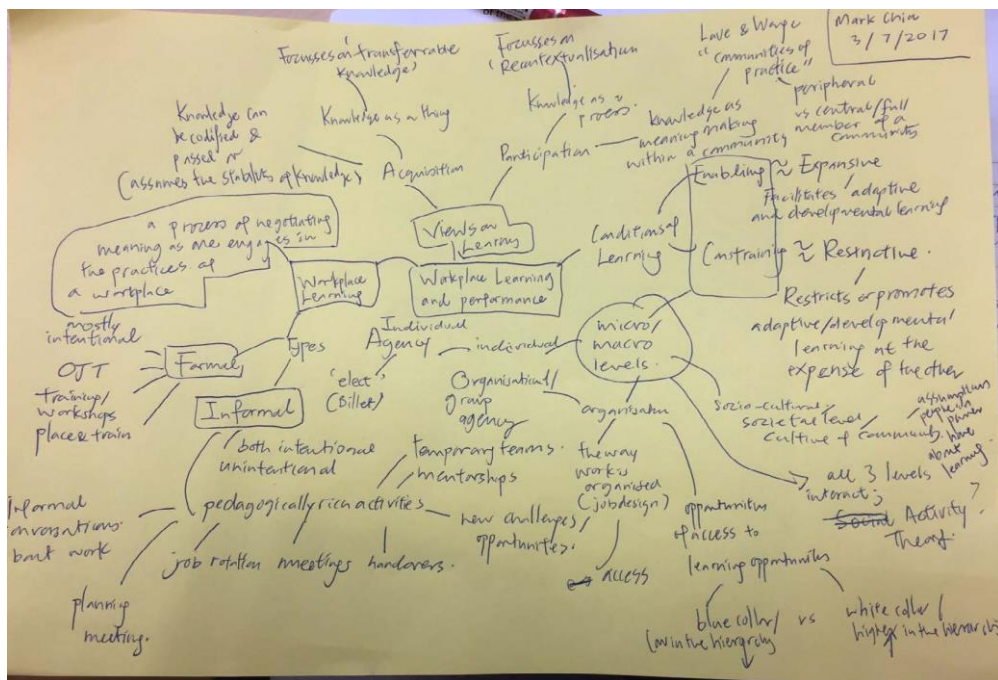 Mark Chia
3/7/2017
Focusses on transferrable
knowledge)
Focusses on
(Recontextualisation
Lave & Wenger
"communities of
practice"
peripheral
vs central/full
member of a
community
Knowledge can
be codified &
passed on
(assumes the stability of knowledge)
Knowledge as a thing
Acquisition
Knowledge as a
process.
Participation
knowledge as
meaning making
within a community
Views on
Learning
Workplace Learning
and performance
Workplace
Learning
a process of negotiating
meaning as one engages in
the practices of
a workplace
Conditions of
Learning
Enabling ≈ Expansive
Facilitates adaptive
and developmental learning
Constraining ≈ Restrictive.
Restricts or promotes
adaptive/developmental
learning at the
expense of the other
Types
Formal
mostly
intentional
OJT
Training/
workshops
place & train
Informal
both intentional
unintentional
pedagogically rich activities
temporary teams.
mentorships
new challenges/
opportunities.
job rotation
meetings
handovers.
Informal
conversations
about work
planning
meeting.
micro/
macro
levels.
individual
Individual
Agency
'elect'
(Billet)
organisation
Organisational/
group
agency
the way
work is
organised
(job design)
access
opportunities
of access to
learning opportunities
blue collar/
low in the hierarchy
vs
white collar/
higher in the hierarchy
socio-cultural/
societal level
culture of community
assumptions
people in
power
have
about
learning
all 3 levels
interact;
Social Activity
Theory.
?